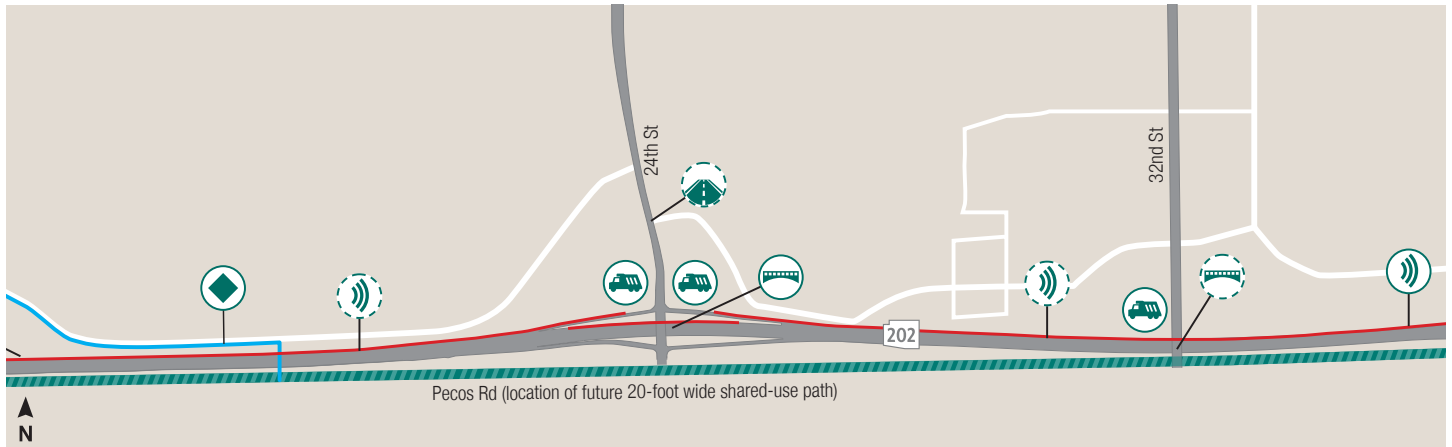 24th St
32nd St
202
Pecos Rd (location of future 20-foot wide shared-use path)
N